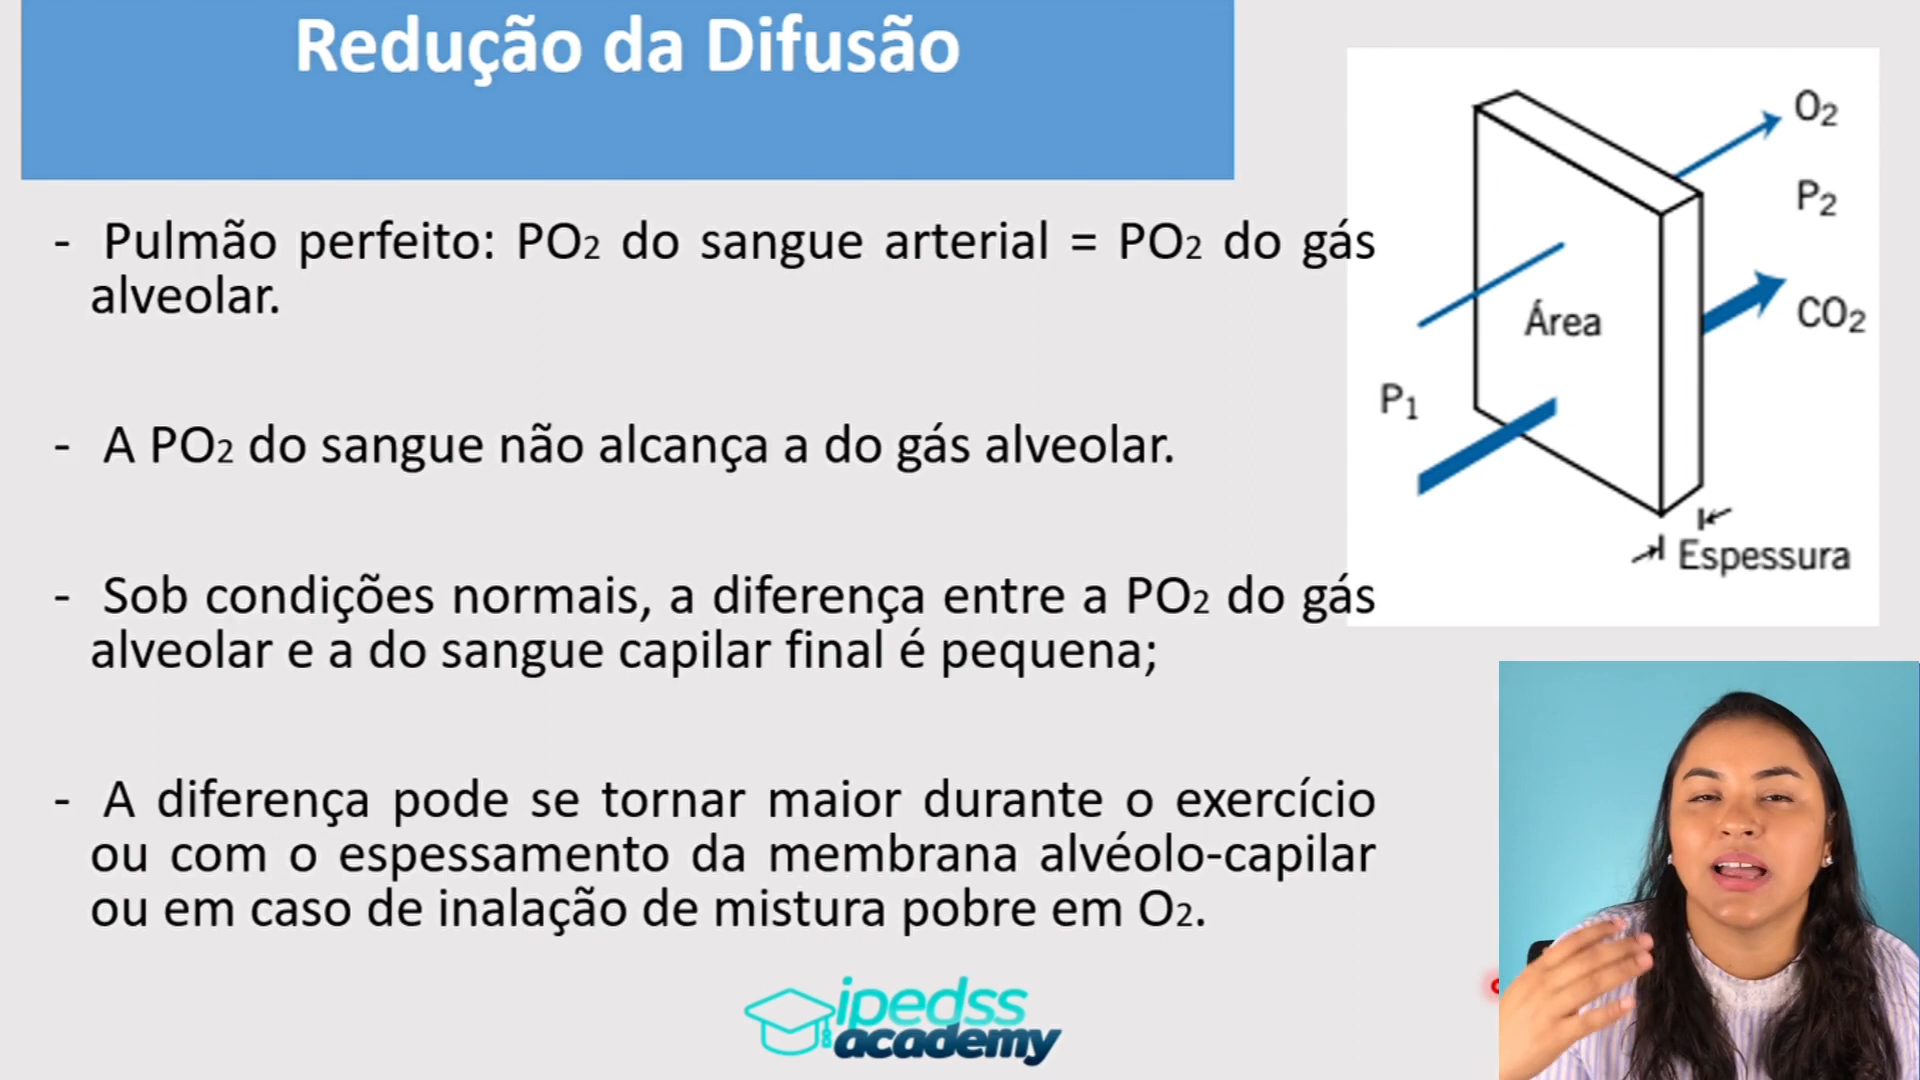 Redução da Difusão
- Pulmão perfeito: PO₂ do sangue arterial = PO₂ do gás
alveolar.
- A PO₂ do sangue não alcança a do gás alveolar.
- Sob condições normais, a diferença entre a PO₂ do gás
alveolar e a do sangue capilar final é pequena;
- A diferença pode se tornar maior durante o exercício
ou com o espessamento da membrana alvéolo-capilar
ou em caso de inalação de mistura pobre em O₂.
O₂
P₂
Área
CO₂
P₁
Espessura
ipedss
academy